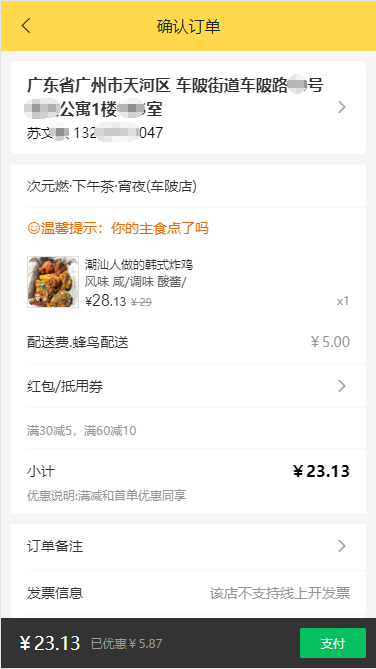 确认订单
广东省广州市天河区 车陂街道车陂路 号
公寓1楼 室
苏文 132 047
次元燃·下午茶·宵夜(车陂店)
温馨提示：你的主食点了吗
潮汕人做的韩式炸鸡
风味 咸/调味 酸酱/
¥28.13 ¥29
x1
配送费.蜂鸟配送 ¥5.00
红包/抵用券
满30减5，满60减10
小计 ¥23.13
优惠说明:满减和首单优惠同享
订单备注
发票信息 该店不支持线上开发票
¥23.13 已优惠¥5.87 支付